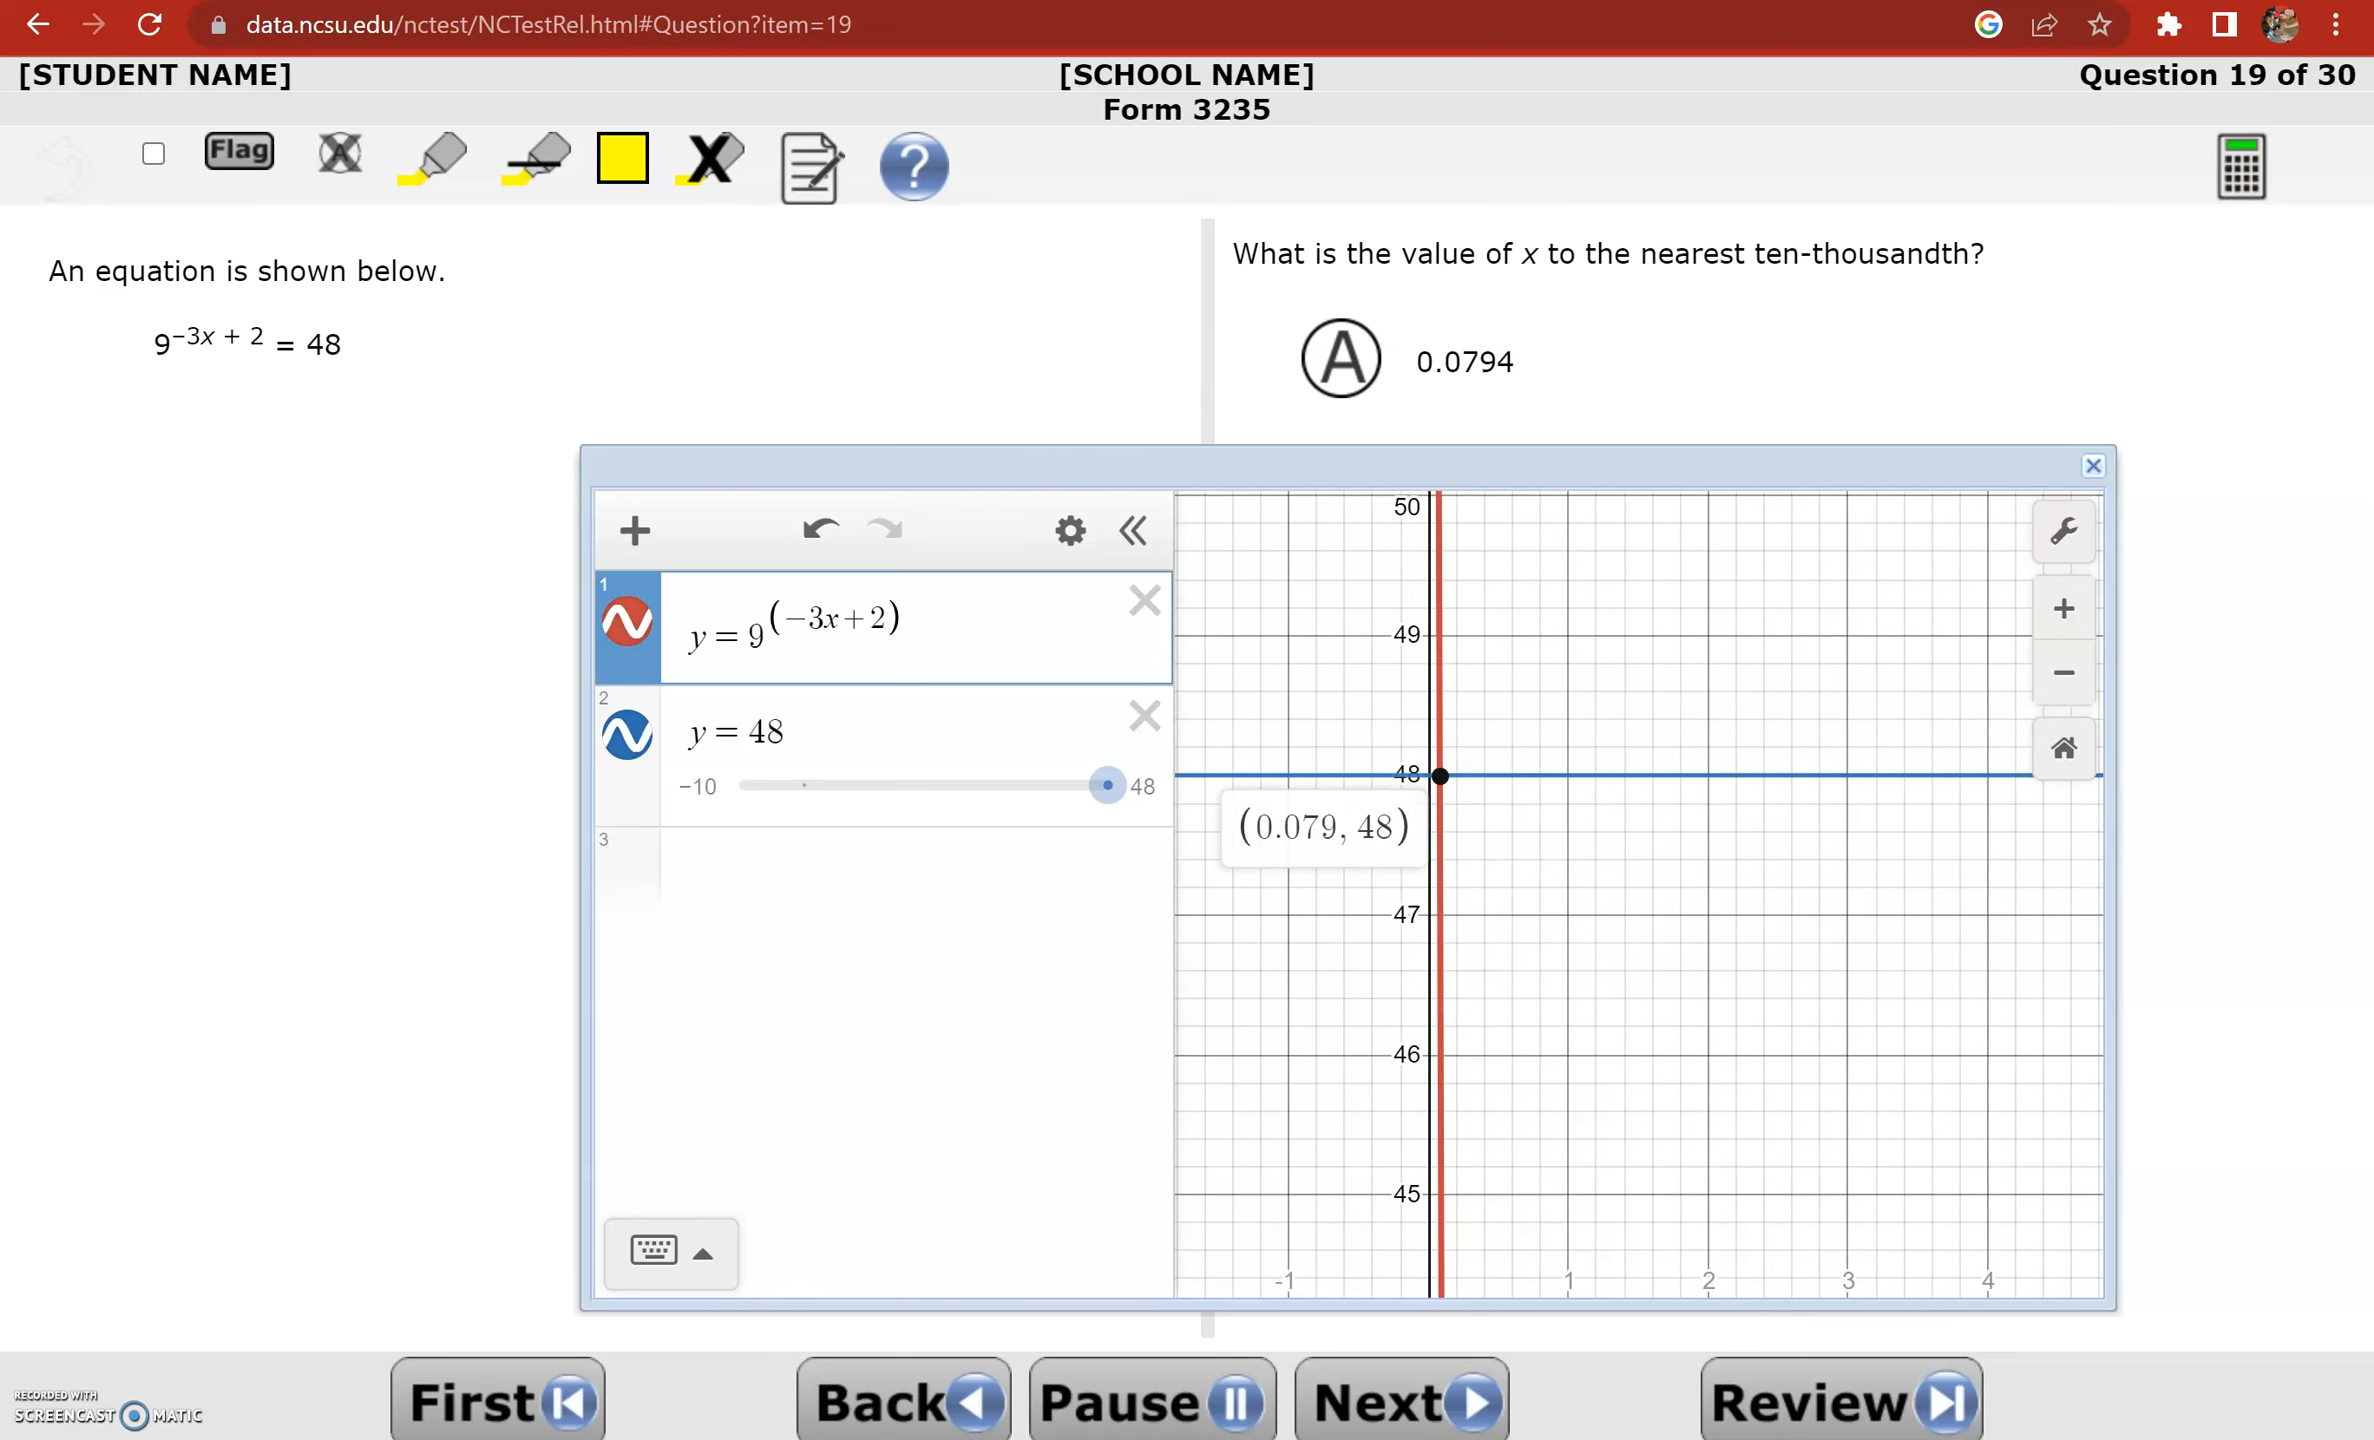 data.ncsu.edu/nctest/NCTestRel.html#Question?item=19
[STUDENT NAME]
[SCHOOL NAME]
Question 19 of 30
Form 3235
Flag
A
X
?
An equation is shown below.
9^{−3x + 2} = 48
What is the value of x to the nearest ten-thousandth?
A 0.0794
1
y = 9^{(−3x+2)}
2
y = 48
−10
48
3
50
49
48
(0.079, 48)
47
46
45
-1
1
2
3
4
RECORDED WITH
SCREENCAST MATIC
First
Back
Pause
Next
Review